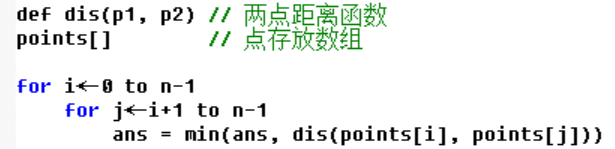 def dis(p1, p2) // 两点距离函数
points[]        // 点存放数组
for i←0 to n-1
    for j←i+1 to n-1
        ans = min(ans, dis(points[i], points[j]))